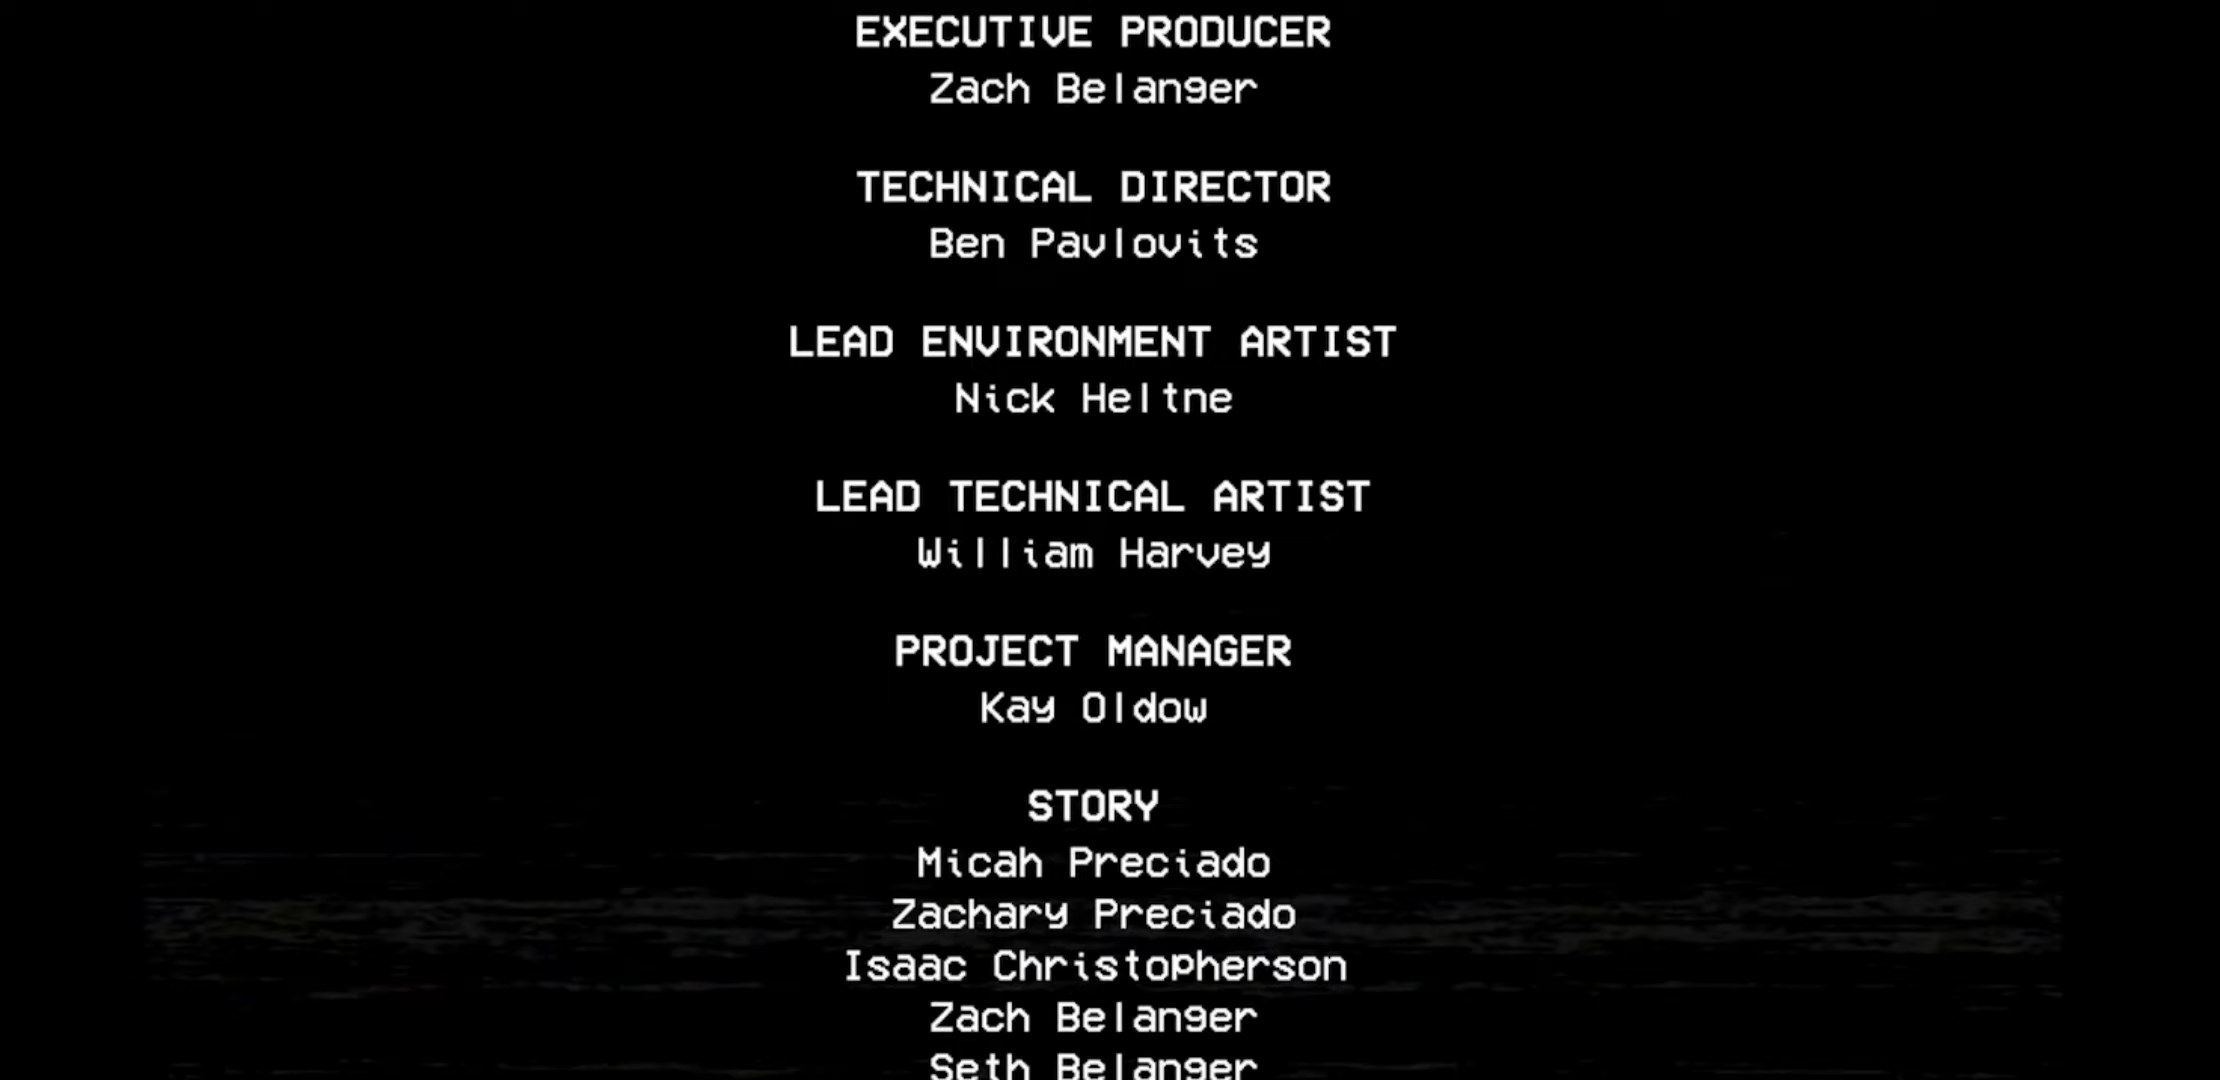 EXECUTIVE PRODUCER
Zach Belanger
TECHNICAL DIRECTOR
Ben Pavlovits
LEAD ENVIRONMENT ARTIST
Nick Heltne
LEAD TECHNICAL ARTIST
William Harvey
PROJECT MANAGER
Kay Oldow
STORY
Micah Preciado
Zachary Preciado
Isaac Christopherson
Zach Belanger
Seth Belanger